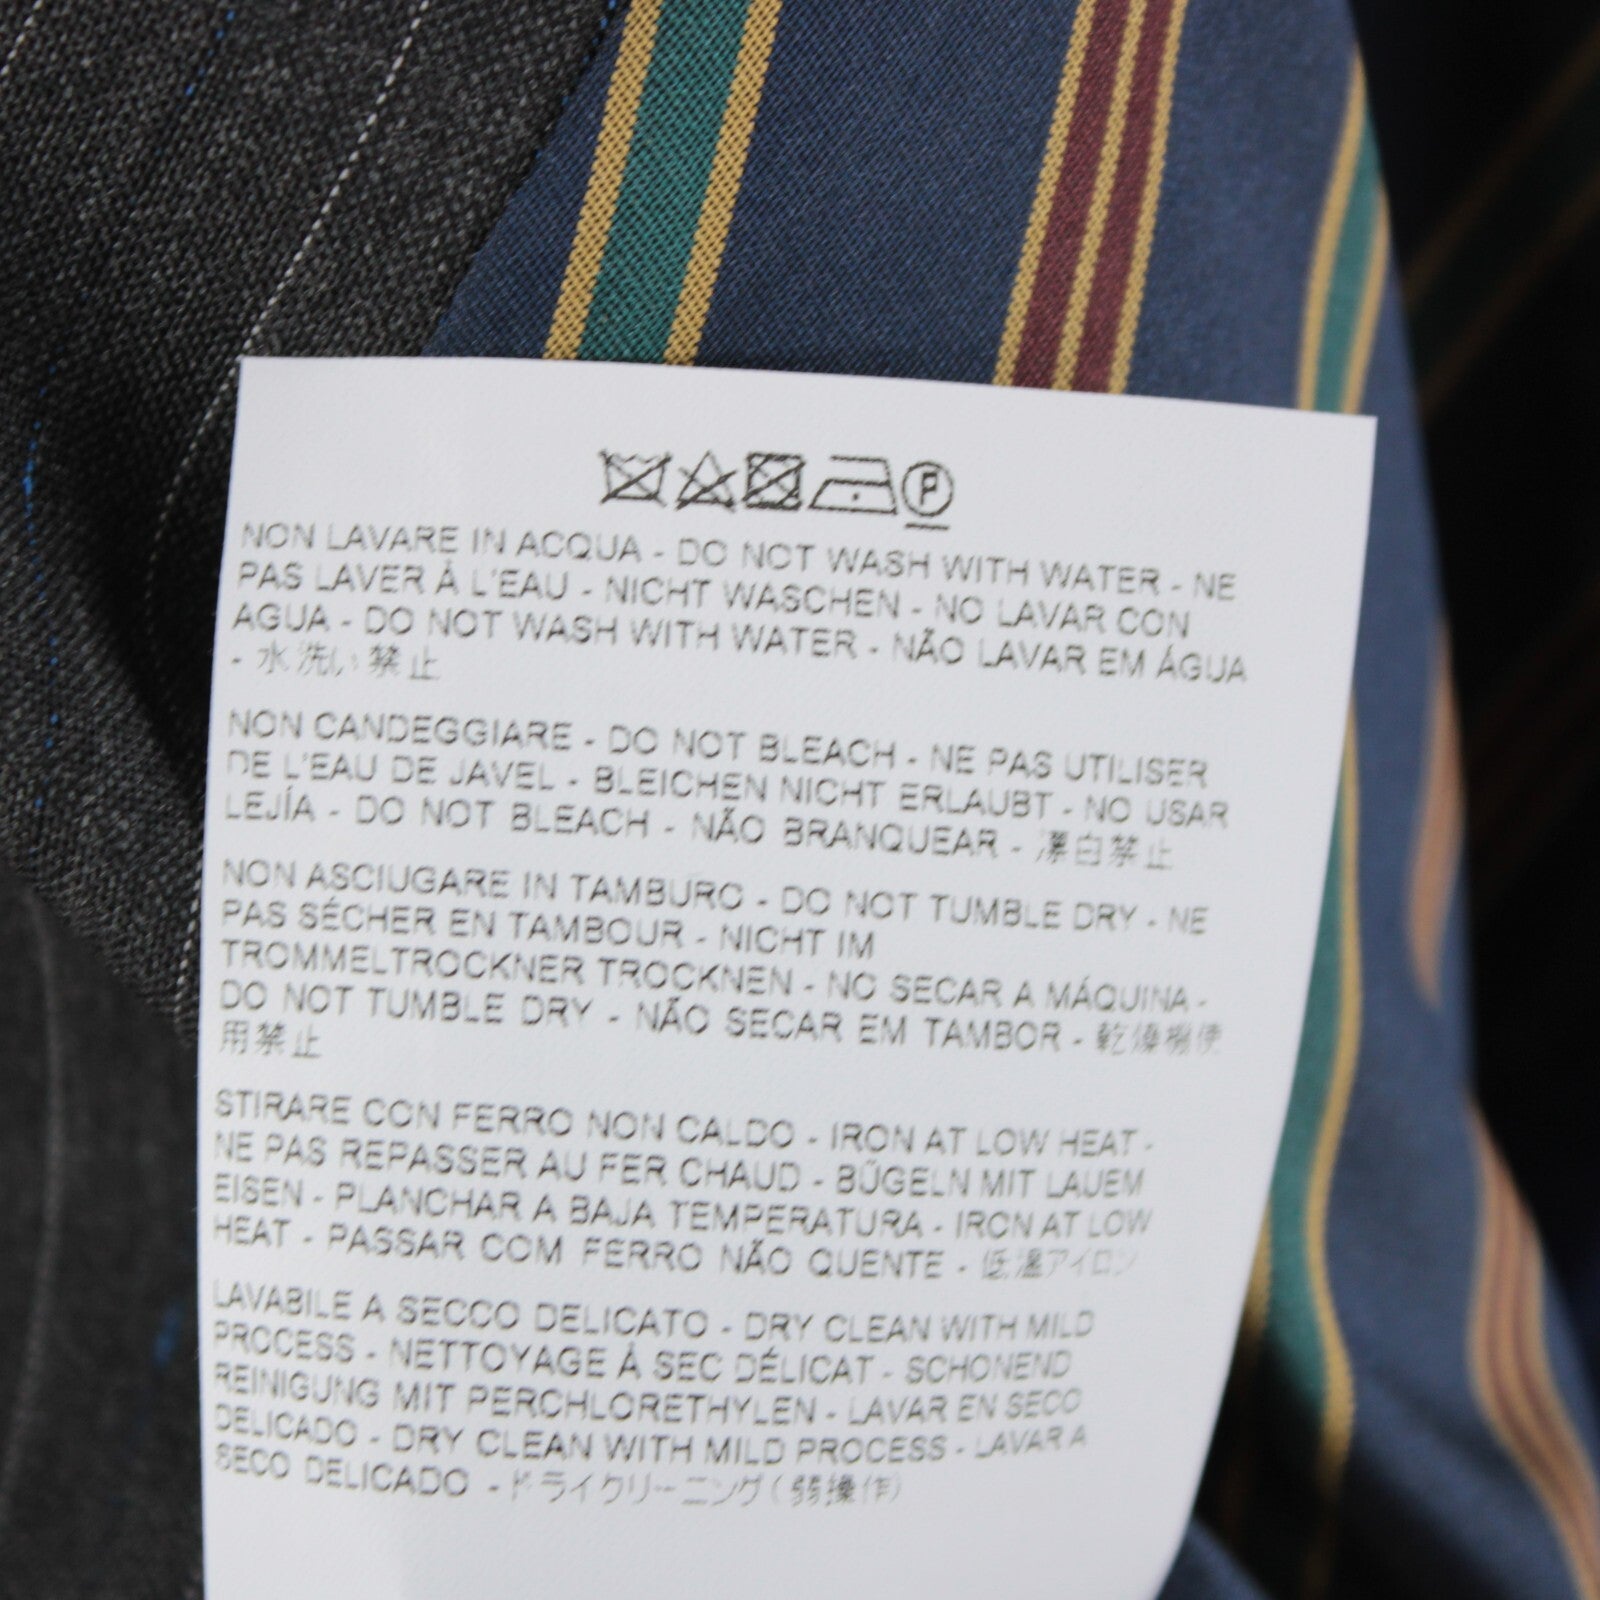 P
NON LAVARE IN ACQUA - DO NOT WASH WITH WATER - NE
PAS LAVER À L'EAU - NICHT WASCHEN - NO LAVAR CON
AGUA - DO NOT WASH WITH WATER - NÃO LAVAR EM ÁGUA
- 水洗い禁止
NON CANDEGGIARE - DO NOT BLEACH - NE PAS UTILISER
DE L'EAU DE JAVEL - BLEICHEN NICHT ERLAUBT - NO USAR
LEJÍA - DO NOT BLEACH - NÃO BRANQUEAR - 漂白禁止
NON ASCIUGARE IN TAMBURO - DO NOT TUMBLE DRY - NE
PAS SÉCHER EN TAMBOUR - NICHT IM
TROMMELTROCKNER TROCKNEN - NO SECAR A MÁQUINA -
DO NOT TUMBLE DRY - NÃO SECAR EM TAMBOR - 乾燥機使
用禁止
STIRARE CON FERRO NON CALDO - IRON AT LOW HEAT -
NE PAS REPASSER AU FER CHAUD - BÜGELN MIT LAUEM
EISEN - PLANCHAR A BAJA TEMPERATURA - IRON AT LOW
HEAT - PASSAR COM FERRO NÃO QUENTE - 低温アイロン
LAVABILE A SECCO DELICATO - DRY CLEAN WITH MILD
PROCESS - NETTOYAGE À SEC DÉLICAT - SCHONEND
REINIGUNG MIT PERCHLORETHYLEN - LAVAR EN SECO
DELICADO - DRY CLEAN WITH MILD PROCESS - LAVAR A
SECO DELICADO - ドライクリーニング(弱操作)